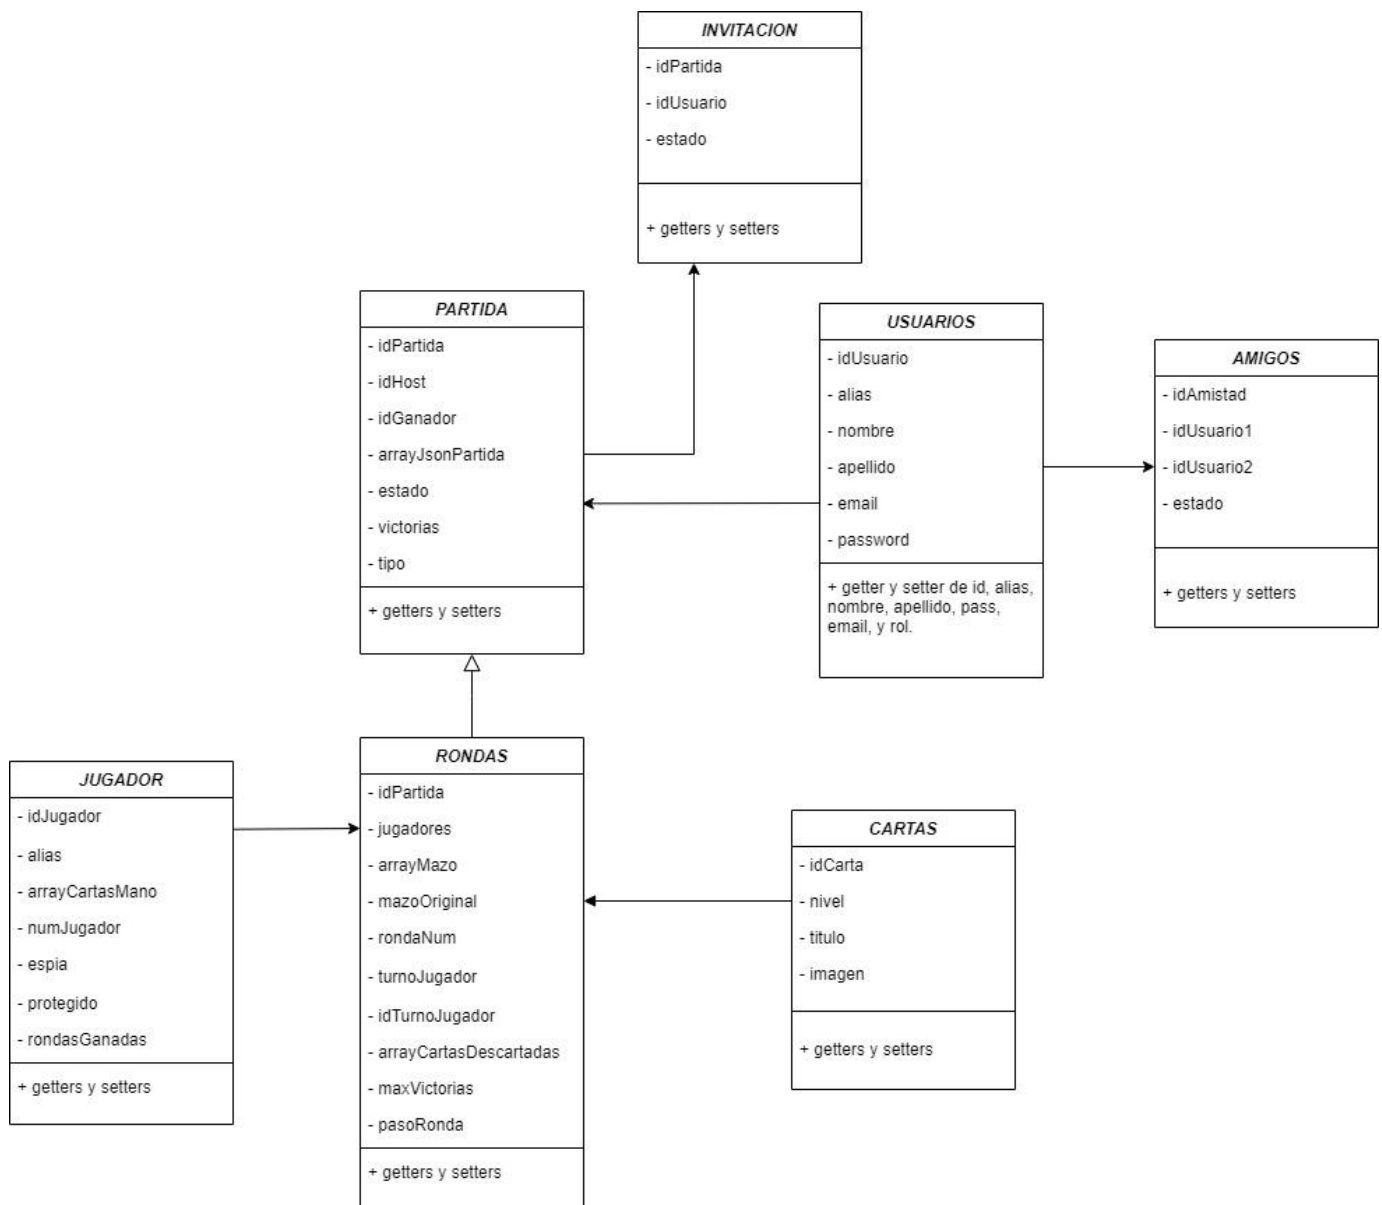 INVITACION
- idPartida
- idUsuario
- estado
+ getters y setters
PARTIDA
- idPartida
- idHost
- idGanador
- arrayJsonPartida
- estado
- victorias
- tipo
+ getters y setters
USUARIOS
- idUsuario
- alias
- nombre
- apellido
- email
- password
+ getter y setter de id, alias,
nombre, apellido, pass,
email, y rol.
AMIGOS
- idAmistad
- idUsuario1
- idUsuario2
- estado
+ getters y setters
JUGADOR
- idJugador
- alias
- arrayCartasMano
- numJugador
- espia
- protegido
- rondasGanadas
+ getters y setters
RONDAS
- idPartida
- jugadores
- arrayMazo
- mazoOriginal
- rondaNum
- turnoJugador
- idTurnoJugador
- arrayCartasDescartadas
- maxVictorias
- pasoRonda
+ getters y setters
CARTAS
- idCarta
- nivel
- titulo
- imagen
+ getters y setters